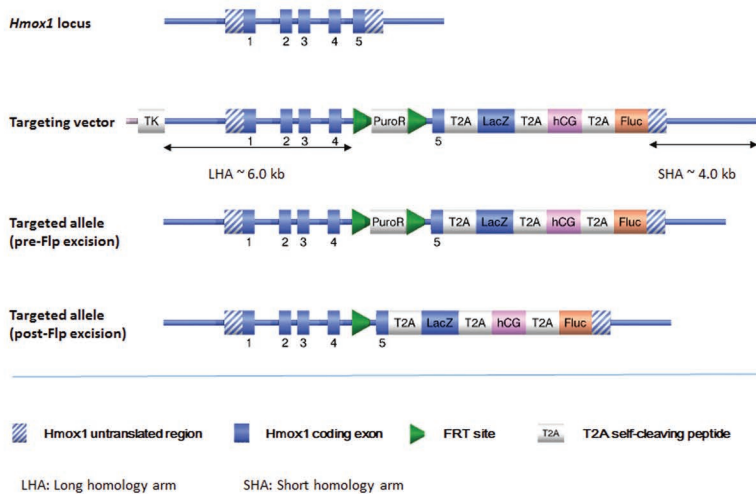 Hmox1 locus
1 2 3 4 5
Targeting vector TK PuroR T2A LacZ T2A hCG T2A Fluc
1 2 3 4 5
LHA ~ 6.0 kb SHA ~ 4.0 kb
Targeted allele
(pre-Flp excision)
PuroR T2A LacZ T2A hCG T2A Fluc
1 2 3 4 5
Targeted allele
(post-Flp excision)
T2A LacZ T2A hCG T2A Fluc
1 2 3 4 5
Hmox1 untranslated region Hmox1 coding exon FRT site T2A T2A self-cleaving peptide
LHA: Long homology arm SHA: Short homology arm